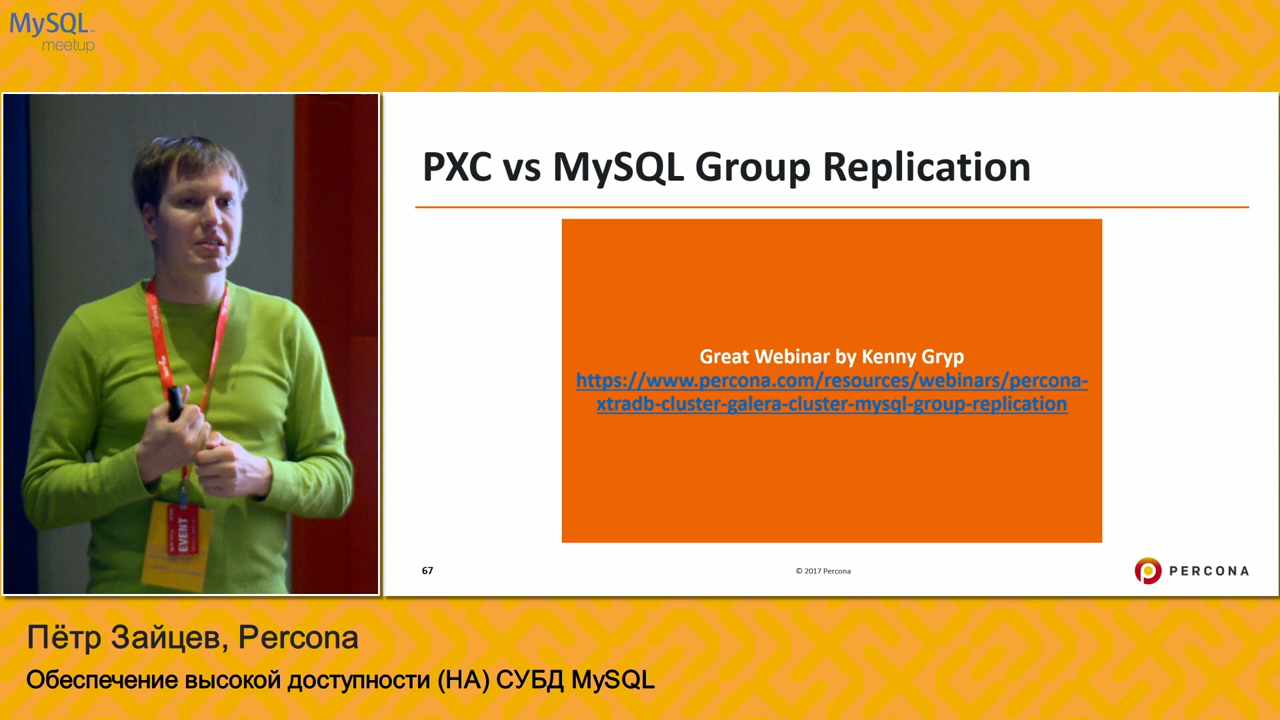 MySQL
meetup
PXC vs MySQL Group Replication
Great Webinar by Kenny Gryp
https://www.percona.com/resources/webinars/percona-
xtradb-cluster-galera-cluster-mysql-group-replication
67
© 2017 Percona
PERCONA
EVENT
Пётр Зайцев, Percona
Обеспечение высокой доступности (HA) СУБД MySQL